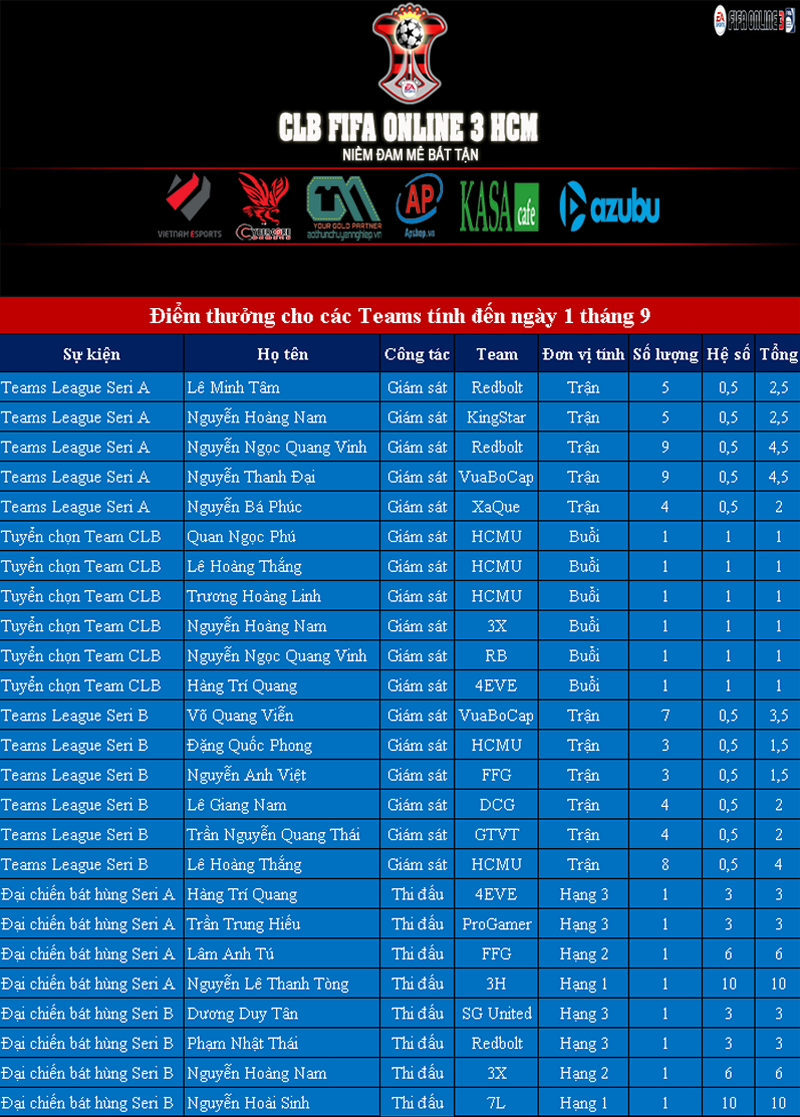 EA SPORTS FIFA ONLINE 3
CLB FIFA ONLINE 3 HCM
NIỀM ĐAM MÊ BẤT TẬN
VIETNAM ESPORTS
CYBERCORE GAMING
TM
YOUR GOLD PARTNER
aothunchuyennghiep.vn
AP
Apshop.vn
KASA cafe
azubu
Điểm thưởng cho các Teams tính đến ngày 1 tháng 9
Sự kiện Họ tên Công tác Team Đơn vị tính Số lượng Hệ số Tổng
Teams League Seri A Lê Minh Tâm Giám sát Redbolt Trận 5 0,5 2,5
Teams League Seri A Nguyễn Hoàng Nam Giám sát KingStar Trận 5 0,5 2,5
Teams League Seri A Nguyễn Ngọc Quang Vinh Giám sát Redbolt Trận 9 0,5 4,5
Teams League Seri A Nguyễn Thanh Đại Giám sát VuaBoCap Trận 9 0,5 4,5
Teams League Seri A Nguyễn Bá Phúc Giám sát XaQue Trận 4 0,5 2
Tuyển chọn Team CLB Quan Ngọc Phú Giám sát HCMU Buổi 1 1 1
Tuyển chọn Team CLB Lê Hoàng Thắng Giám sát HCMU Buổi 1 1 1
Tuyển chọn Team CLB Trương Hoàng Linh Giám sát HCMU Buổi 1 1 1
Tuyển chọn Team CLB Nguyễn Hoàng Nam Giám sát 3X Buổi 1 1 1
Tuyển chọn Team CLB Nguyễn Ngọc Quang Vinh Giám sát RB Buổi 1 1 1
Tuyển chọn Team CLB Hàng Trí Quang Giám sát 4EVE Buổi 1 1 1
Teams League Seri B Võ Quang Viễn Giám sát VuaBoCap Trận 7 0,5 3,5
Teams League Seri B Đặng Quốc Phong Giám sát HCMU Trận 3 0,5 1,5
Teams League Seri B Nguyễn Anh Việt Giám sát FFG Trận 3 0,5 1,5
Teams League Seri B Lê Giang Nam Giám sát DCG Trận 4 0,5 2
Teams League Seri B Trần Nguyễn Quang Thái Giám sát GTVT Trận 4 0,5 2
Teams League Seri B Lê Hoàng Thắng Giám sát HCMU Trận 8 0,5 4
Đại chiến bát hùng Seri A Hàng Trí Quang Thi đấu 4EVE Hạng 3 1 3 3
Đại chiến bát hùng Seri A Trần Trung Hiếu Thi đấu ProGamer Hạng 3 1 3 3
Đại chiến bát hùng Seri A Lâm Anh Tú Thi đấu FFG Hạng 2 1 6 6
Đại chiến bát hùng Seri A Nguyễn Lê Thanh Tòng Thi đấu 3H Hạng 1 1 10 10
Đại chiến bát hùng Seri B Dương Duy Tân Thi đấu SG United Hạng 3 1 3 3
Đại chiến bát hùng Seri B Phạm Nhật Thái Thi đấu Redbolt Hạng 3 1 3 3
Đại chiến bát hùng Seri B Nguyễn Hoàng Nam Thi đấu 3X Hạng 2 1 6 6
Đại chiến bát hùng Seri B Nguyễn Hoài Sinh Thi đấu 7L Hạng 1 1 10 10